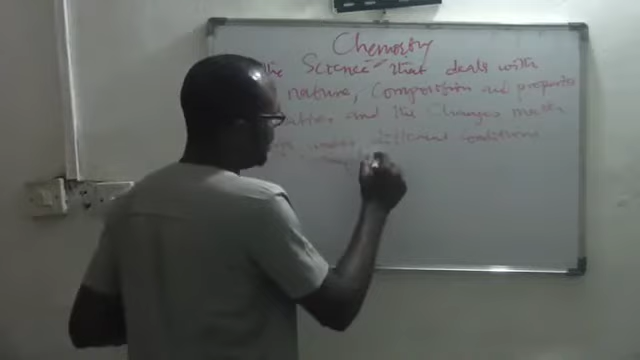 Chemistry
the Science that deals with
nature, Composition and properties
and the Changes matter
under different Conditions